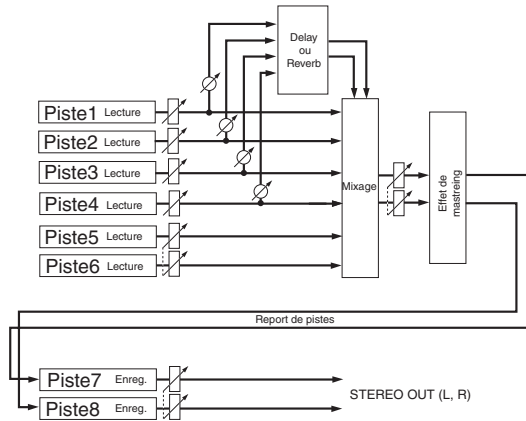 Delay
ou
Reverb
Piste1 Lecture
Piste2 Lecture
Piste3 Lecture
Piste4 Lecture
Piste5 Lecture
Piste6 Lecture
Mixage
Effet de
mastreing
Report de pistes
Piste7 Enreg.
Piste8 Enreg.
STEREO OUT (L, R)